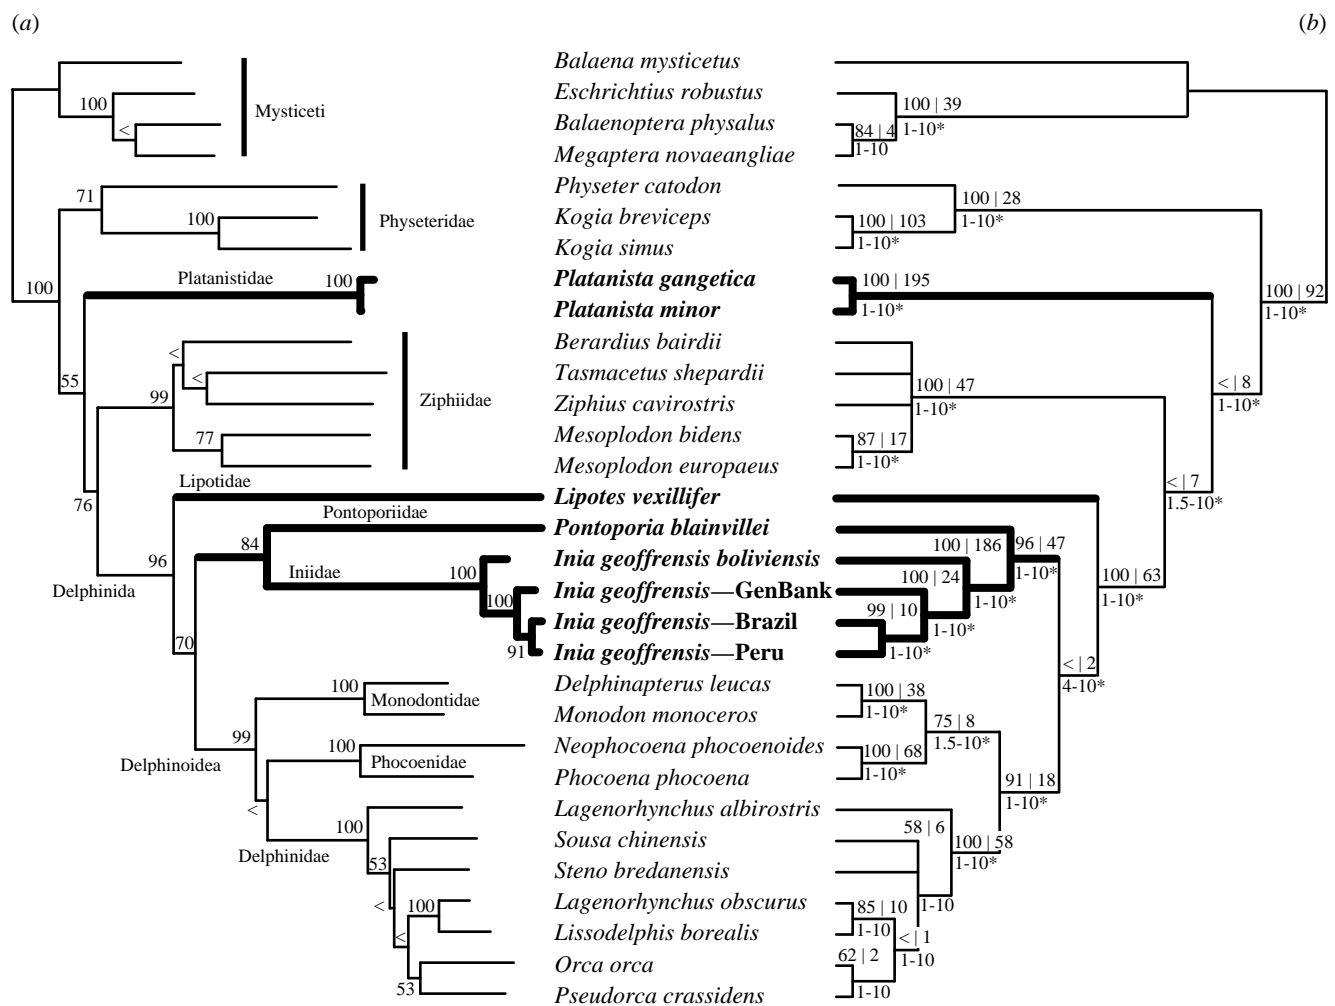 (a)
(b)
Balaena mysticetus
Eschrichtius robustus
100
100 | 39
Mysticeti
<
Balaenoptera physalus
84 | 4
1-10*
Megaptera novaeangliae
1-10
Physeter catodon
71
100 | 28
Physeteridae
100
Kogia breviceps
100 | 103
1-10*
Kogia simus
1-10*
Platanistidae
100
Platanista gangetica
100 | 195
100
100 | 92
Platanista minor
1-10*
1-10*
Berardius bairdii
<
Tasmacetus shepardii
<
55
100 | 47
< | 8
99
Ziphiidae
Ziphius cavirostris
1-10*
1-10*
77
Mesoplodon bidens
87 | 17
Mesoplodon europaeus
1-10*
Lipotidae
< | 7
76
Lipotes vexillifer
1.5-10*
Pontoporiidae
Pontoporia blainvillei
84
100 | 186
96 | 47
Inia geoffrensis boliviensis
96
Iniidae
100
1-10*
100 | 24
100 | 63
Delphinida
Inia geoffrensis—GenBank
100
1-10*
1-10*
99 | 10
Inia geoffrensis—Brazil
1-10*
70
91
Inia geoffrensis—Peru
1-10*
< | 2
100
Delphinapterus leucas
100 | 38
4-10*
Monodontidae
Monodon monoceros
1-10*
75 | 8
99
100
Neophocoena phocoenoides
100 | 68
1.5-10*
Delphinoidea
Phocoenidae
Phocoena phocoena
1-10*
91 | 18
<
Lagenorhynchus albirostris
1-10*
100
58 | 6
Sousa chinensis
100 | 58
Delphinidae
53
Steno bredanensis
1-10*
<
100
Lagenorhynchus obscurus
85 | 10
1-10
<
Lissodelphis borealis
1-10
< | 1
Orca orca
62 | 2
1-10
53
Pseudorca crassidens
1-10